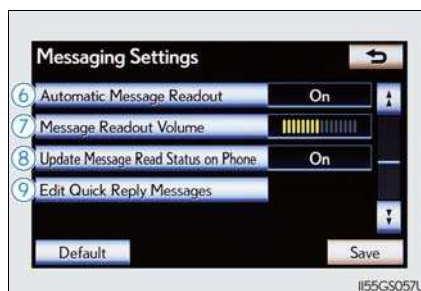 Messaging Settings
6 Automatic Message Readout On
7 Message Readout Volume
8 Update Message Read Status on Phone On
9 Edit Quick Reply Messages
Default Save
II55GS057U